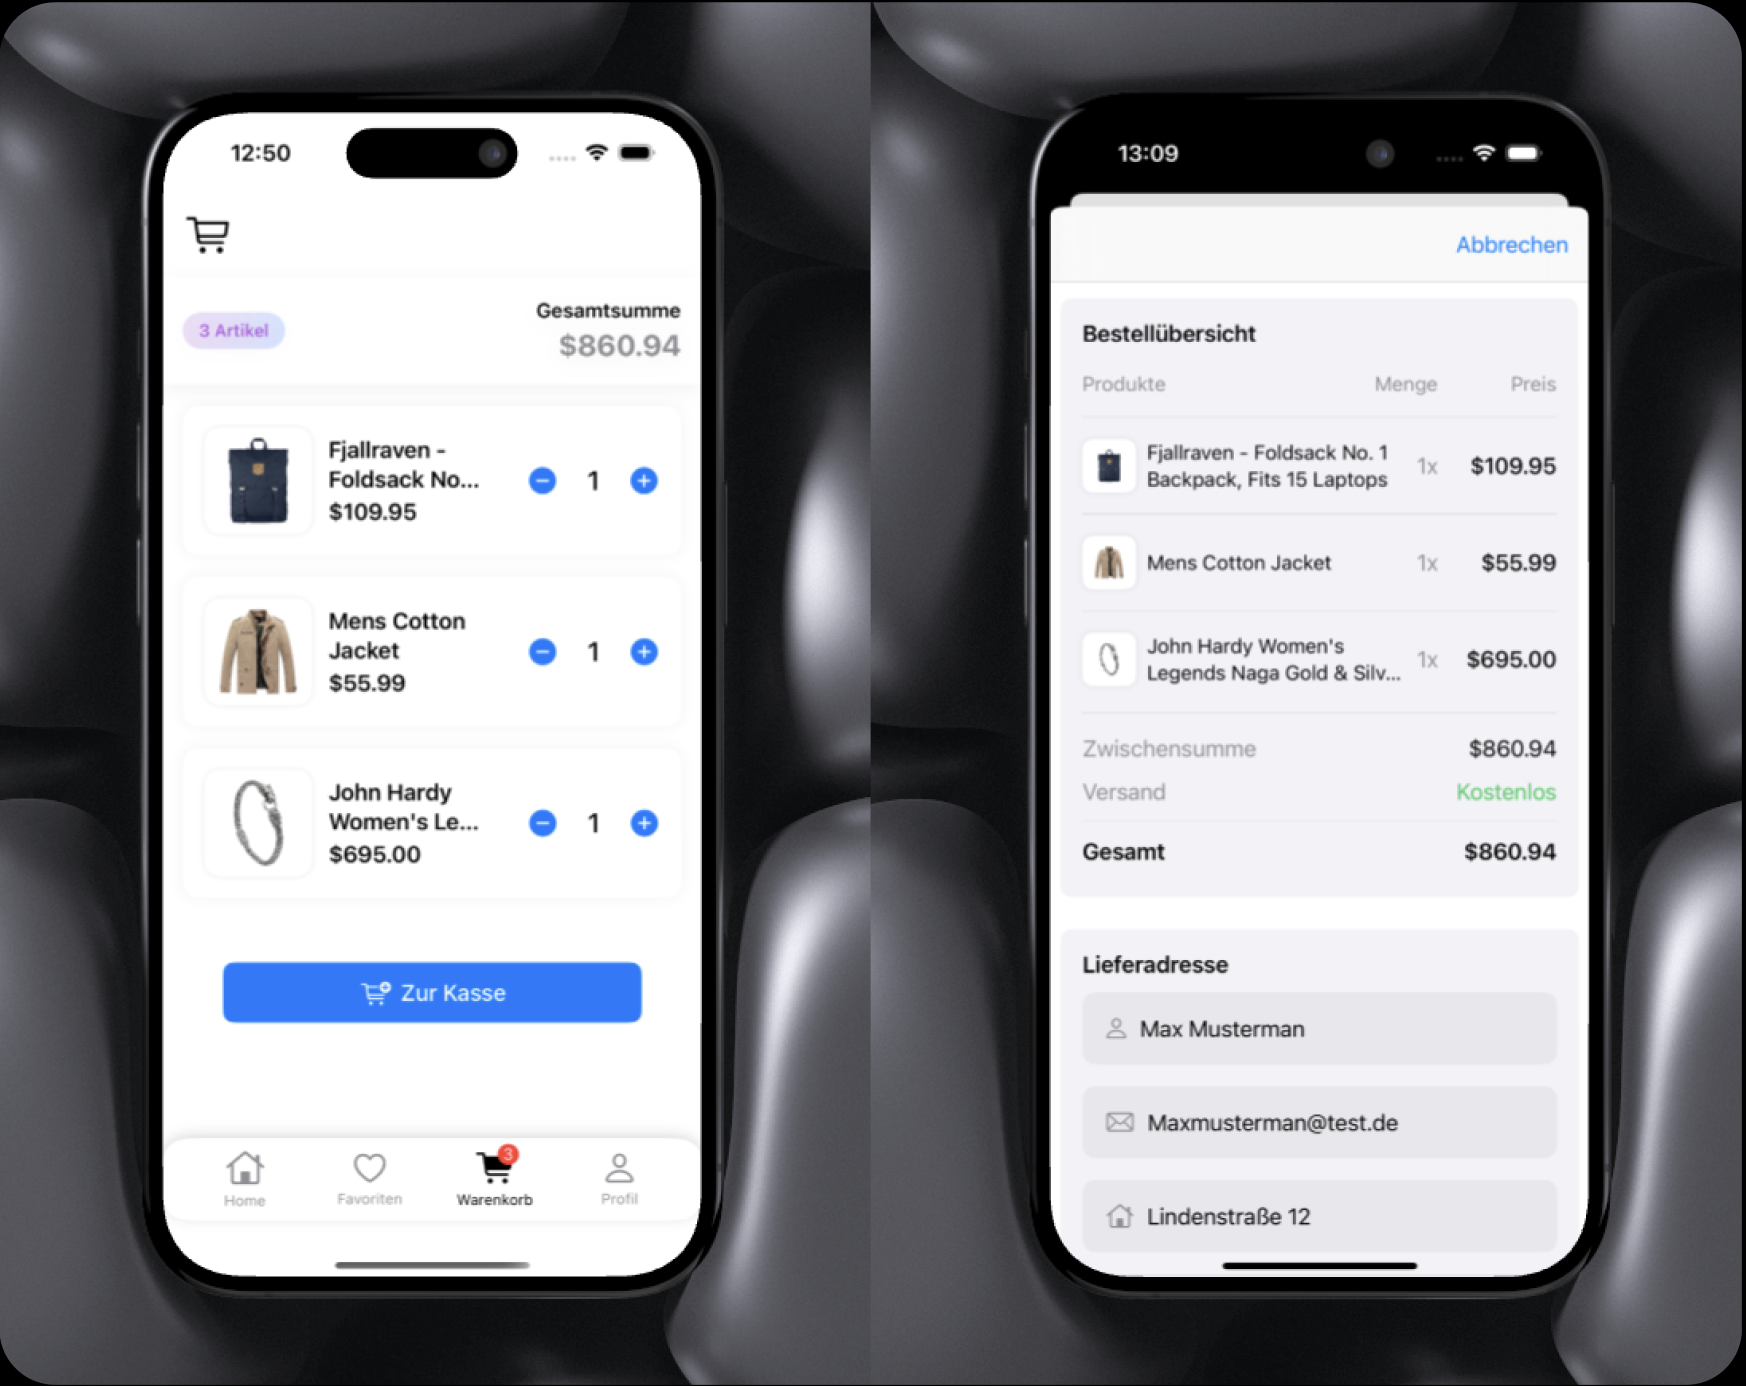 12:50
3 Artikel
Gesamtsumme
$860.94
Fjallraven -
Foldsack No...
$109.95
1
Mens Cotton
Jacket
$55.99
1
John Hardy
Women's Le...
$695.00
1
Zur Kasse
3
Home
Favoriten
Warenkorb
Profil
13:09
Abbrechen
Bestellübersicht
Produkte Menge Preis
Fjallraven - Foldsack No. 1
Backpack, Fits 15 Laptops
1x $109.95
Mens Cotton Jacket 1x $55.99
John Hardy Women's
Legends Naga Gold & Silv...
1x $695.00
Zwischensumme $860.94
Versand Kostenlos
Gesamt $860.94
Lieferadresse
Max Musterman
Maxmusterman@test.de
Lindenstraße 12